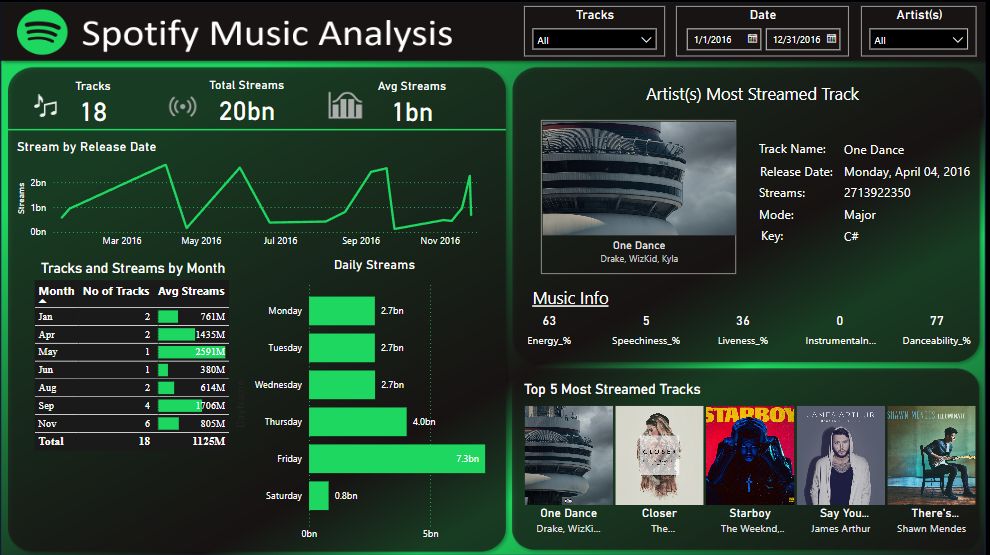 Spotify Music Analysis
Tracks
All
Date
1/1/2016 12/31/2016
Artist(s)
All
Tracks
18
Total Streams
20bn
Avg Streams
1bn
Stream by Release Date
Streams
2bn
1bn
0bn
Mar 2016 May 2016 Jul 2016 Sep 2016 Nov 2016
Tracks and Streams by Month
Month No of Tracks Avg Streams
Jan 2 761M
Apr 2 1435M
May 1 2591M
Jun 1 380M
Aug 2 614M
Sep 4 1706M
Nov 6 805M
Total 18 1125M
Daily Streams
Monday 2.7bn
Tuesday 2.7bn
Wednesday 2.7bn
Thursday 4.0bn
Friday 7.3bn
Saturday 0.8bn
0bn 5bn
Artist(s) Most Streamed Track
One Dance
Drake, WizKid, Kyla
Track Name: One Dance
Release Date: Monday, April 04, 2016
Streams: 2713922350
Mode: Major
Key: C#
Music Info
63 5 36 0 77
Energy_% Speechiness_% Liveness_% Instrumentaln... Danceability_%
Top 5 Most Streamed Tracks
CLOSER
STARBOY
JAMES ARTHUR
SHAWN MENDES ILLUMINATE
One Dance Closer Starboy Say You... There's...
Drake, WizKi... The... The Weeknd,... James Arthur Shawn Mendes